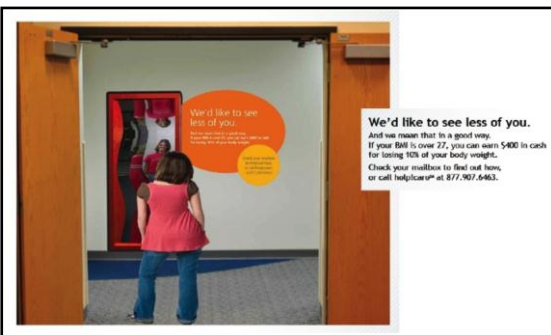 We'd like to see
less of you.
We'd like to see less of you.
And we mean that in a good way.
If your BMI is over 27, you can earn $400 in cash
for losing 10% of your body weight.
Check your mailbox to find out how,
or call help|care℠ at 877.907.6463.